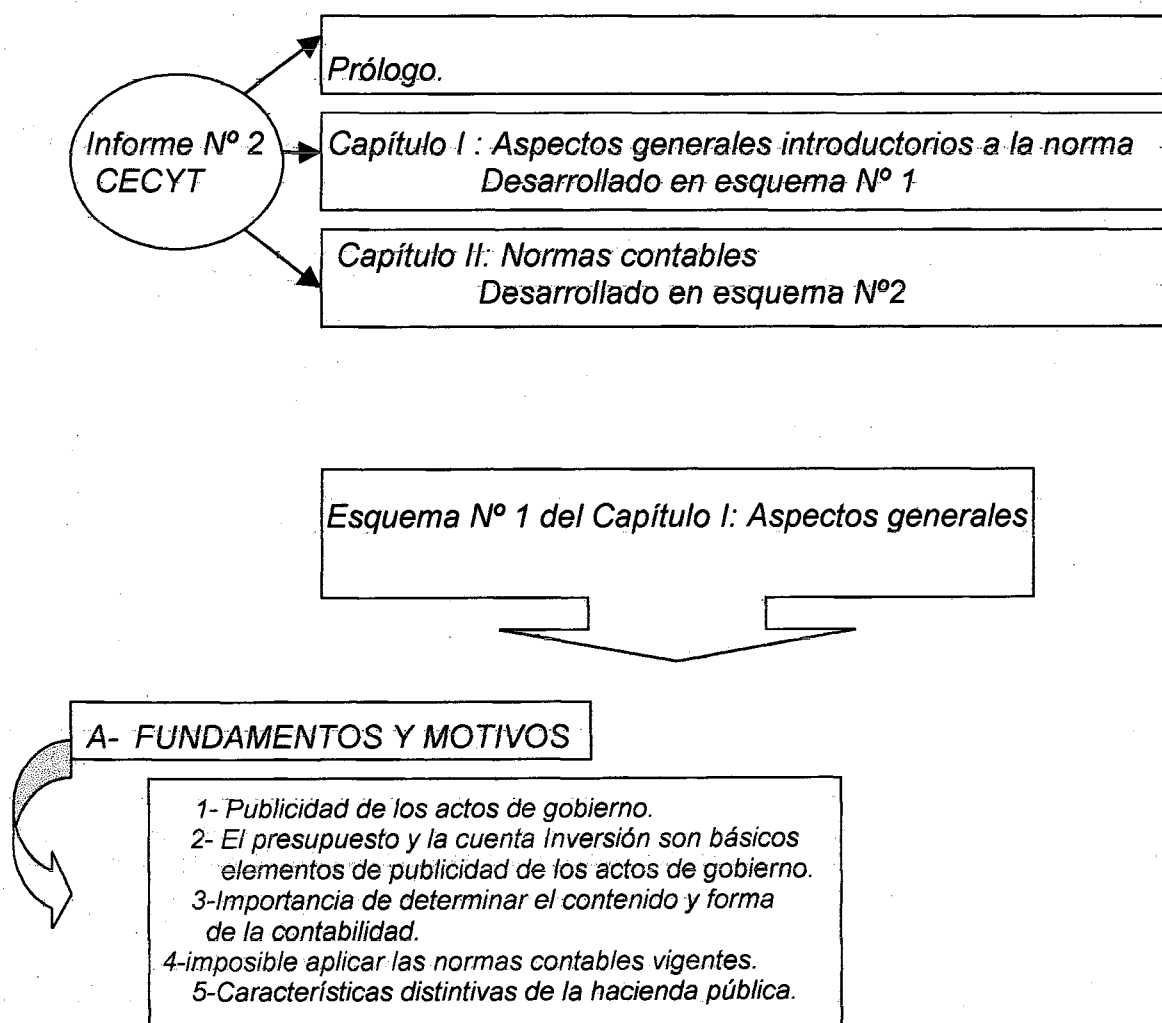 Prólogo.
Informe Nº 2
CECYT
Capítulo I : Aspectos generales introductorios a la norma
Desarrollado en esquema Nº 1
Capítulo II: Normas contables
Desarrollado en esquema Nº2
Esquema Nº 1 del Capítulo I: Aspectos generales
A- FUNDAMENTOS Y MOTIVOS
1- Publicidad de los actos de gobierno.
2- El presupuesto y la cuenta Inversión son básicos
elementos de publicidad de los actos de gobierno.
3-Importancia de determinar el contenido y forma
de la contabilidad.
4-imposible aplicar las normas contables vigentes.
5-Características distintivas de la hacienda pública.